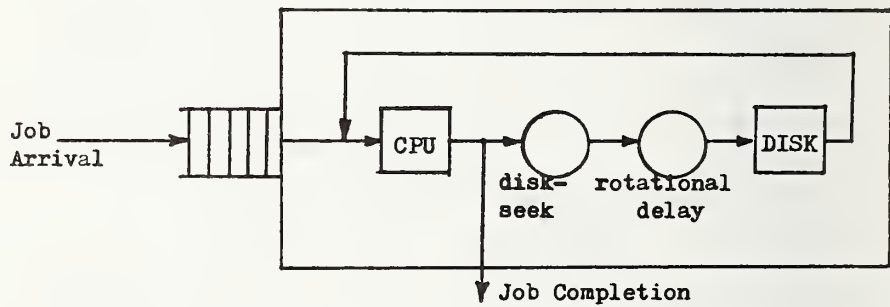 Job
Arrival
CPU
disk-
seek
rotational
delay
DISK
Job Completion